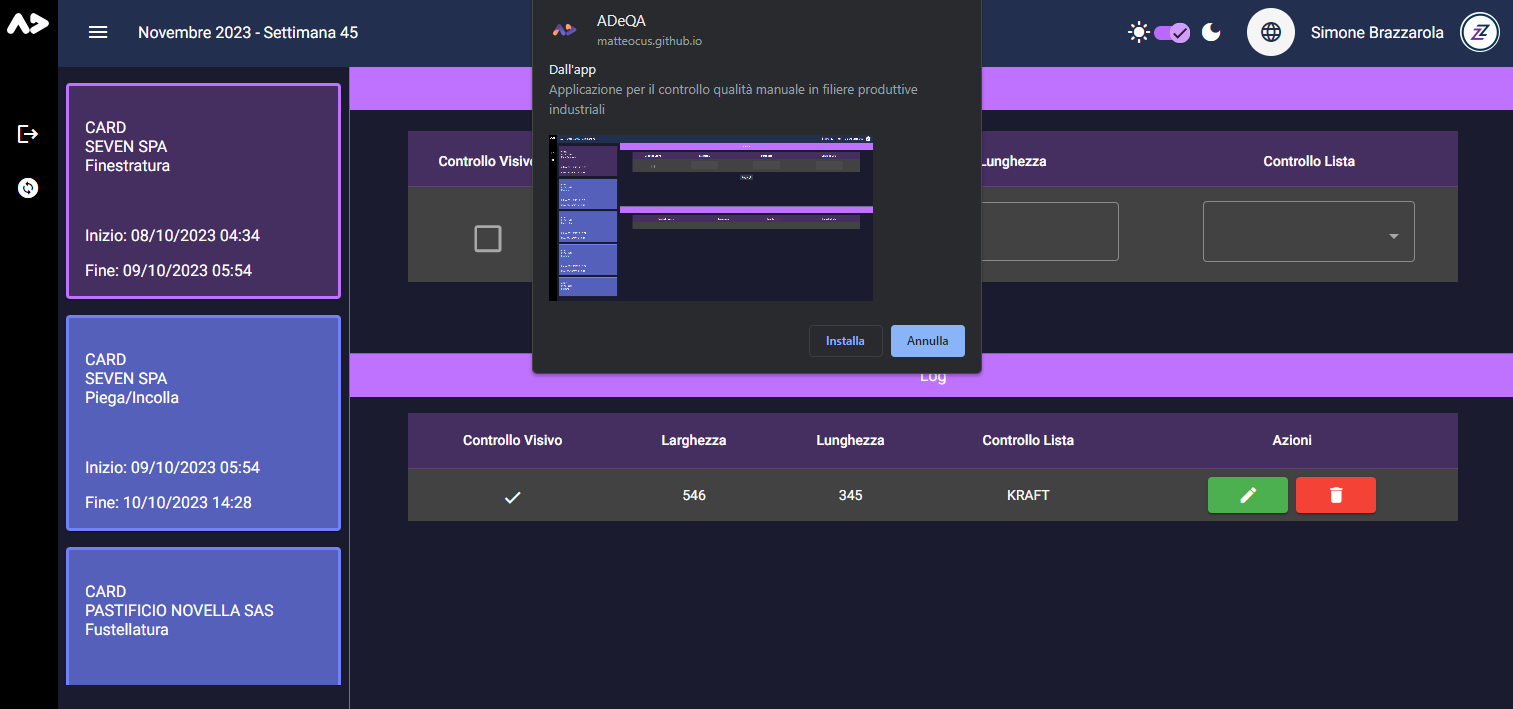 Novembre 2023 - Settimana 45
Simone Brazzarola
ADeQA
matteocus.github.io
Dall'app
Applicazione per il controllo qualità manuale in filiere produttive
industriali
Installa
Annulla
CARD
SEVEN SPA
Finestratura
Inizio: 08/10/2023 04:34
Fine: 09/10/2023 05:54
CARD
SEVEN SPA
Piega/Incolla
Inizio: 09/10/2023 05:54
Fine: 10/10/2023 14:28
CARD
PASTIFICIO NOVELLA SAS
Fustellatura
Controllo Visivo Lunghezza Controllo Lista
Log
Controllo Visivo Larghezza Lunghezza Controllo Lista Azioni
546 345 KRAFT